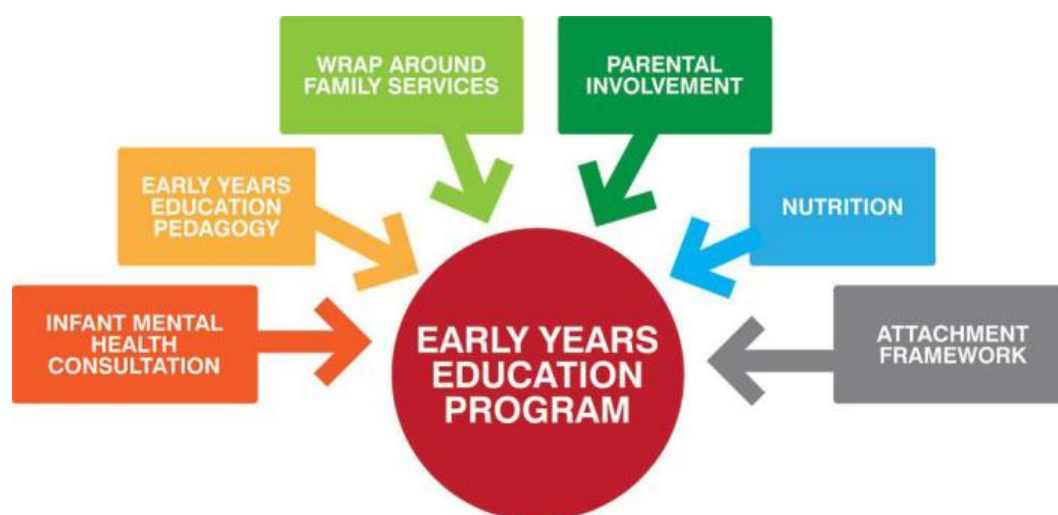 WRAP AROUND
FAMILY SERVICES
PARENTAL
INVOLVEMENT
EARLY YEARS
EDUCATION
PEDAGOGY
NUTRITION
INFANT MENTAL
HEALTH
CONSULTATION
ATTACHMENT
FRAMEWORK
EARLY YEARS
EDUCATION
PROGRAM